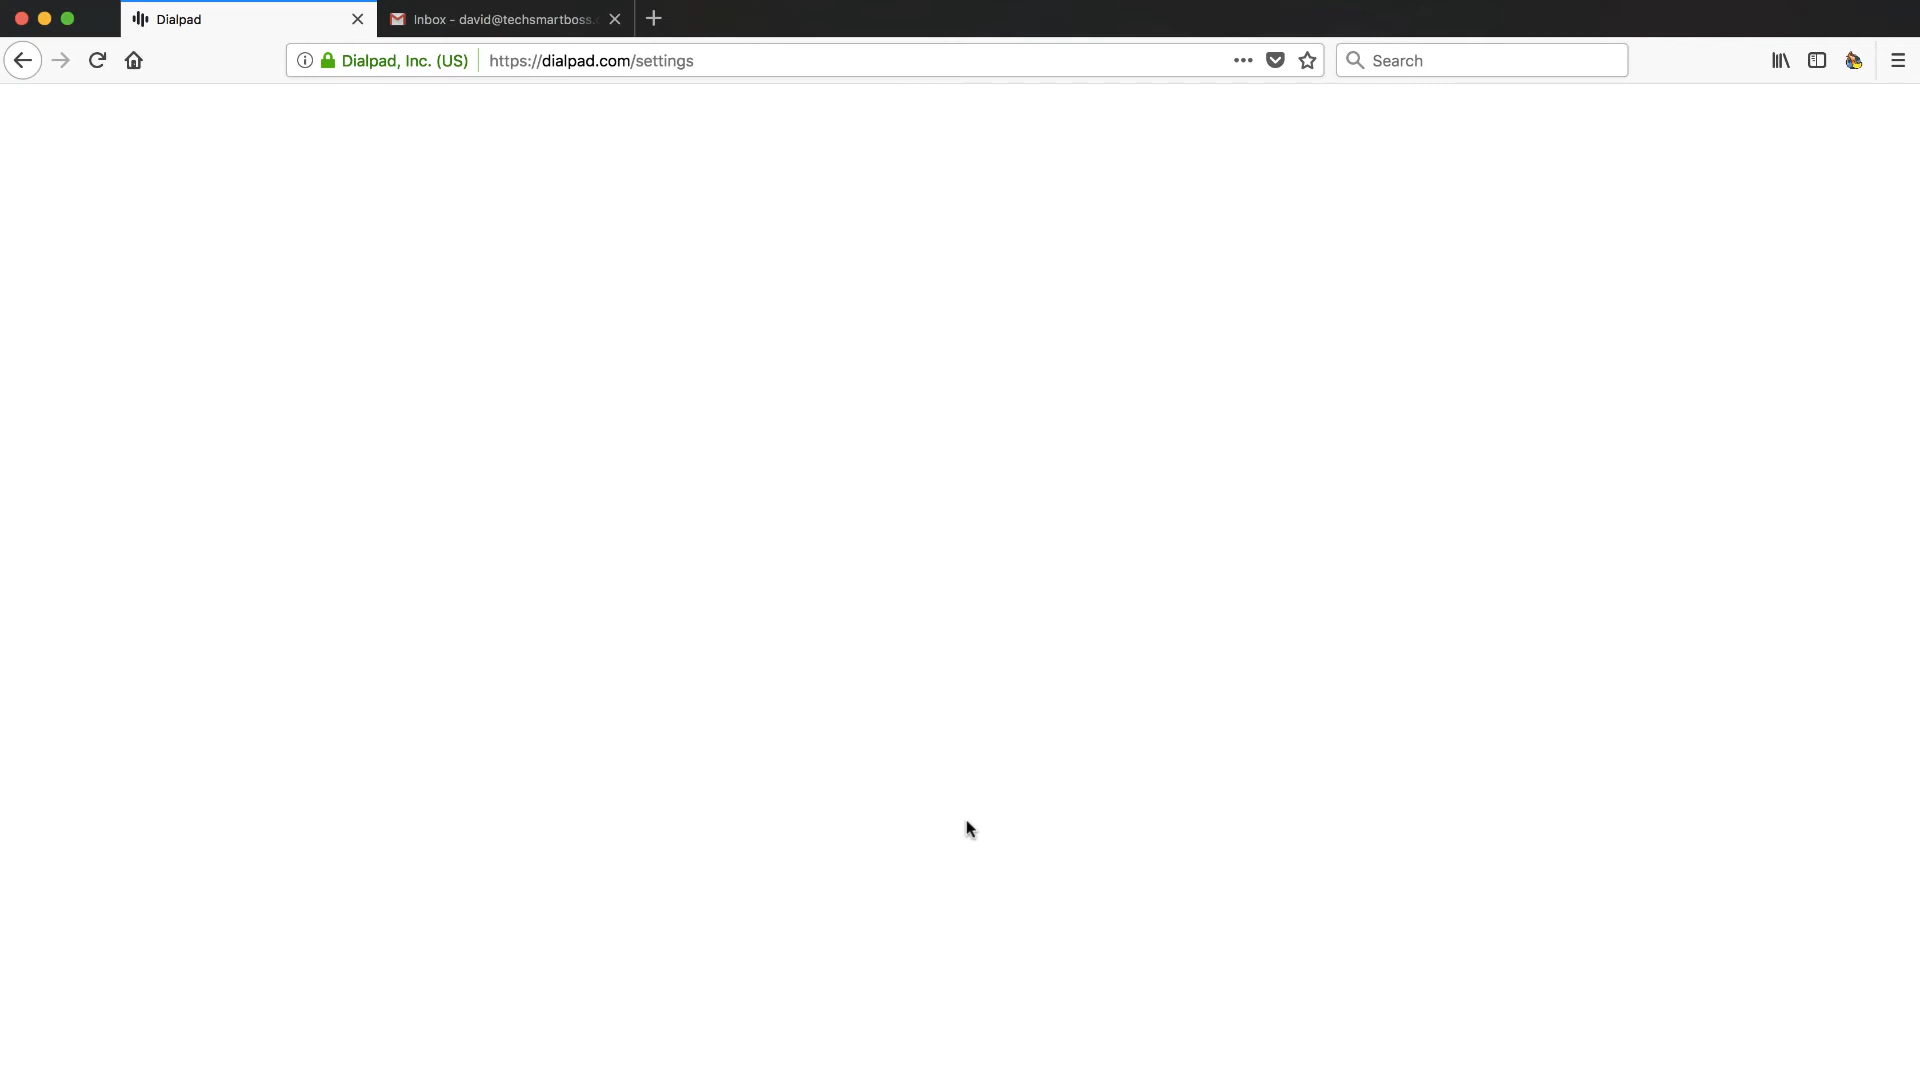 Dialpad
Inbox - david@techsmartboss.
Dialpad, Inc. (US)
https://dialpad.com/settings
Search